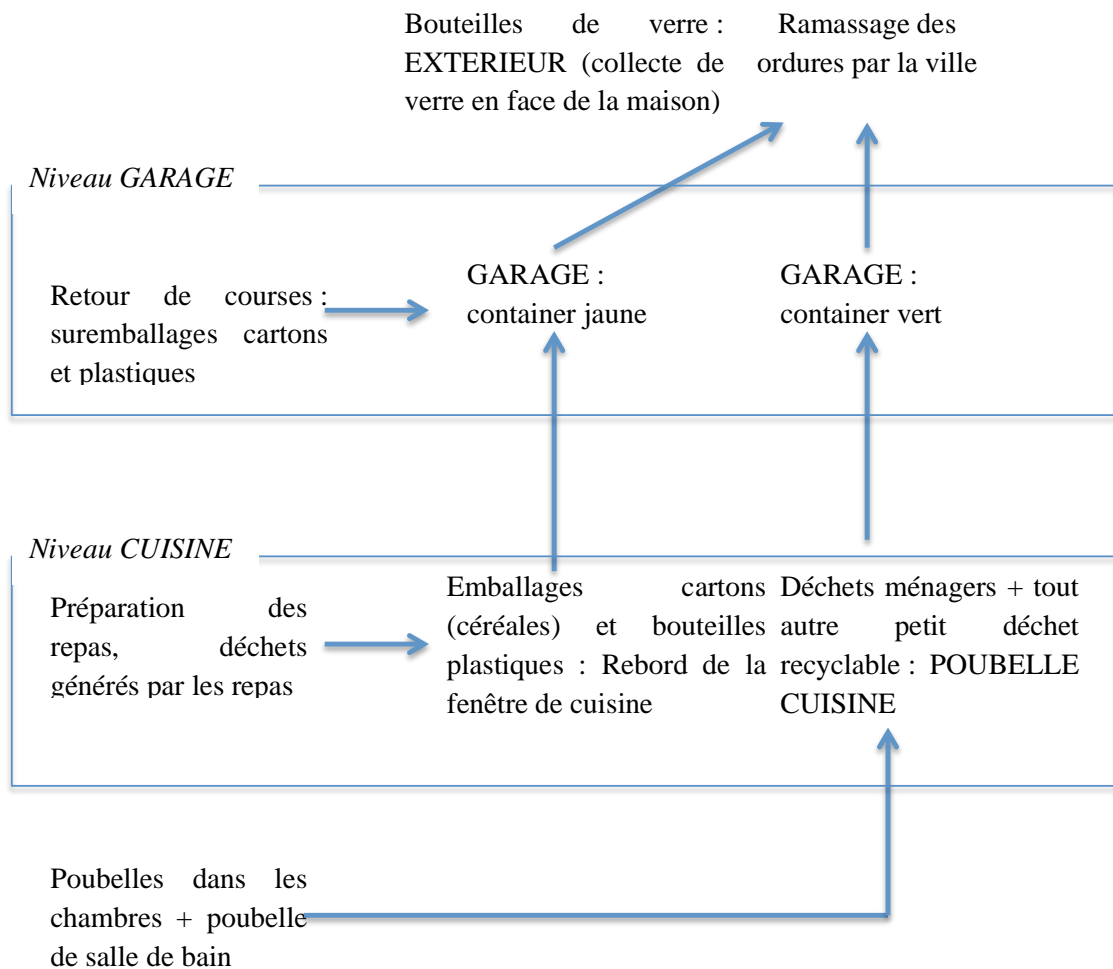 Bouteilles de verre :
EXTERIEUR (collecte de
verre en face de la maison)
Ramassage des
ordures par la ville
Niveau GARAGE
Retour de courses :
suremballages cartons
et plastiques
GARAGE :
container jaune
GARAGE :
container vert
Niveau CUISINE
Préparation des
repas, déchets
générés par les repas
Emballages cartons
(céréales) et bouteilles
plastiques : Rebord de la
fenêtre de cuisine
Déchets ménagers + tout
autre petit déchet
recyclable : POUBELLE
CUISINE
Poubelles dans les
chambres + poubelle
de salle de bain